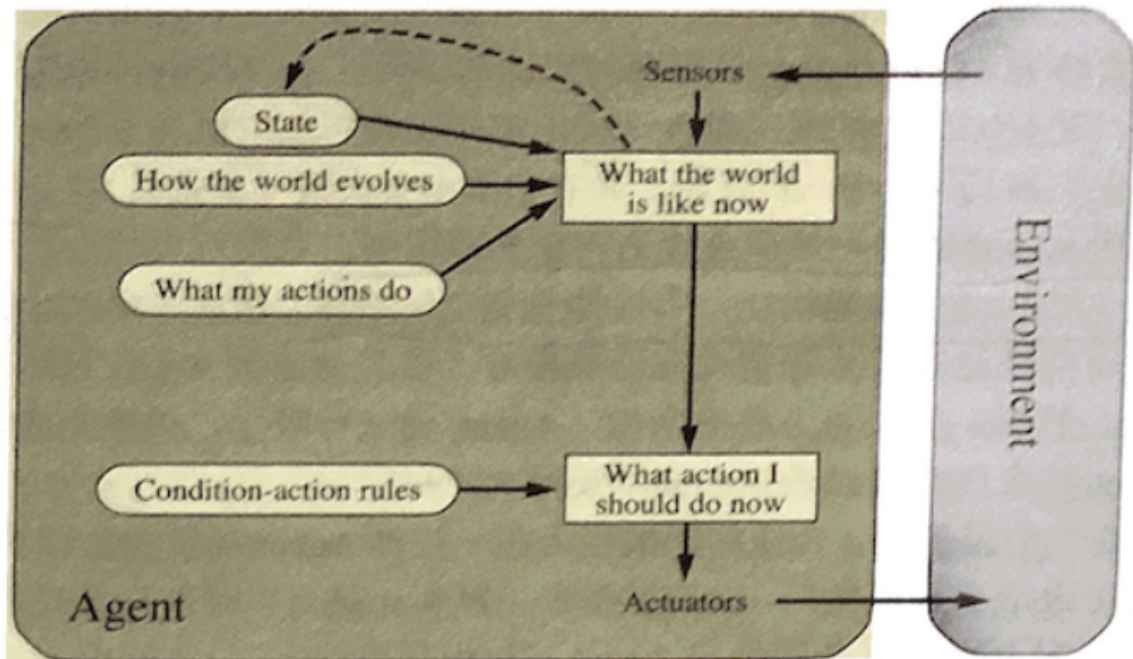 Sensors
State
How the world evolves
What the world
is like now
What my actions do
Environment
Condition-action rules
What action I
should do now
Agent
Actuators